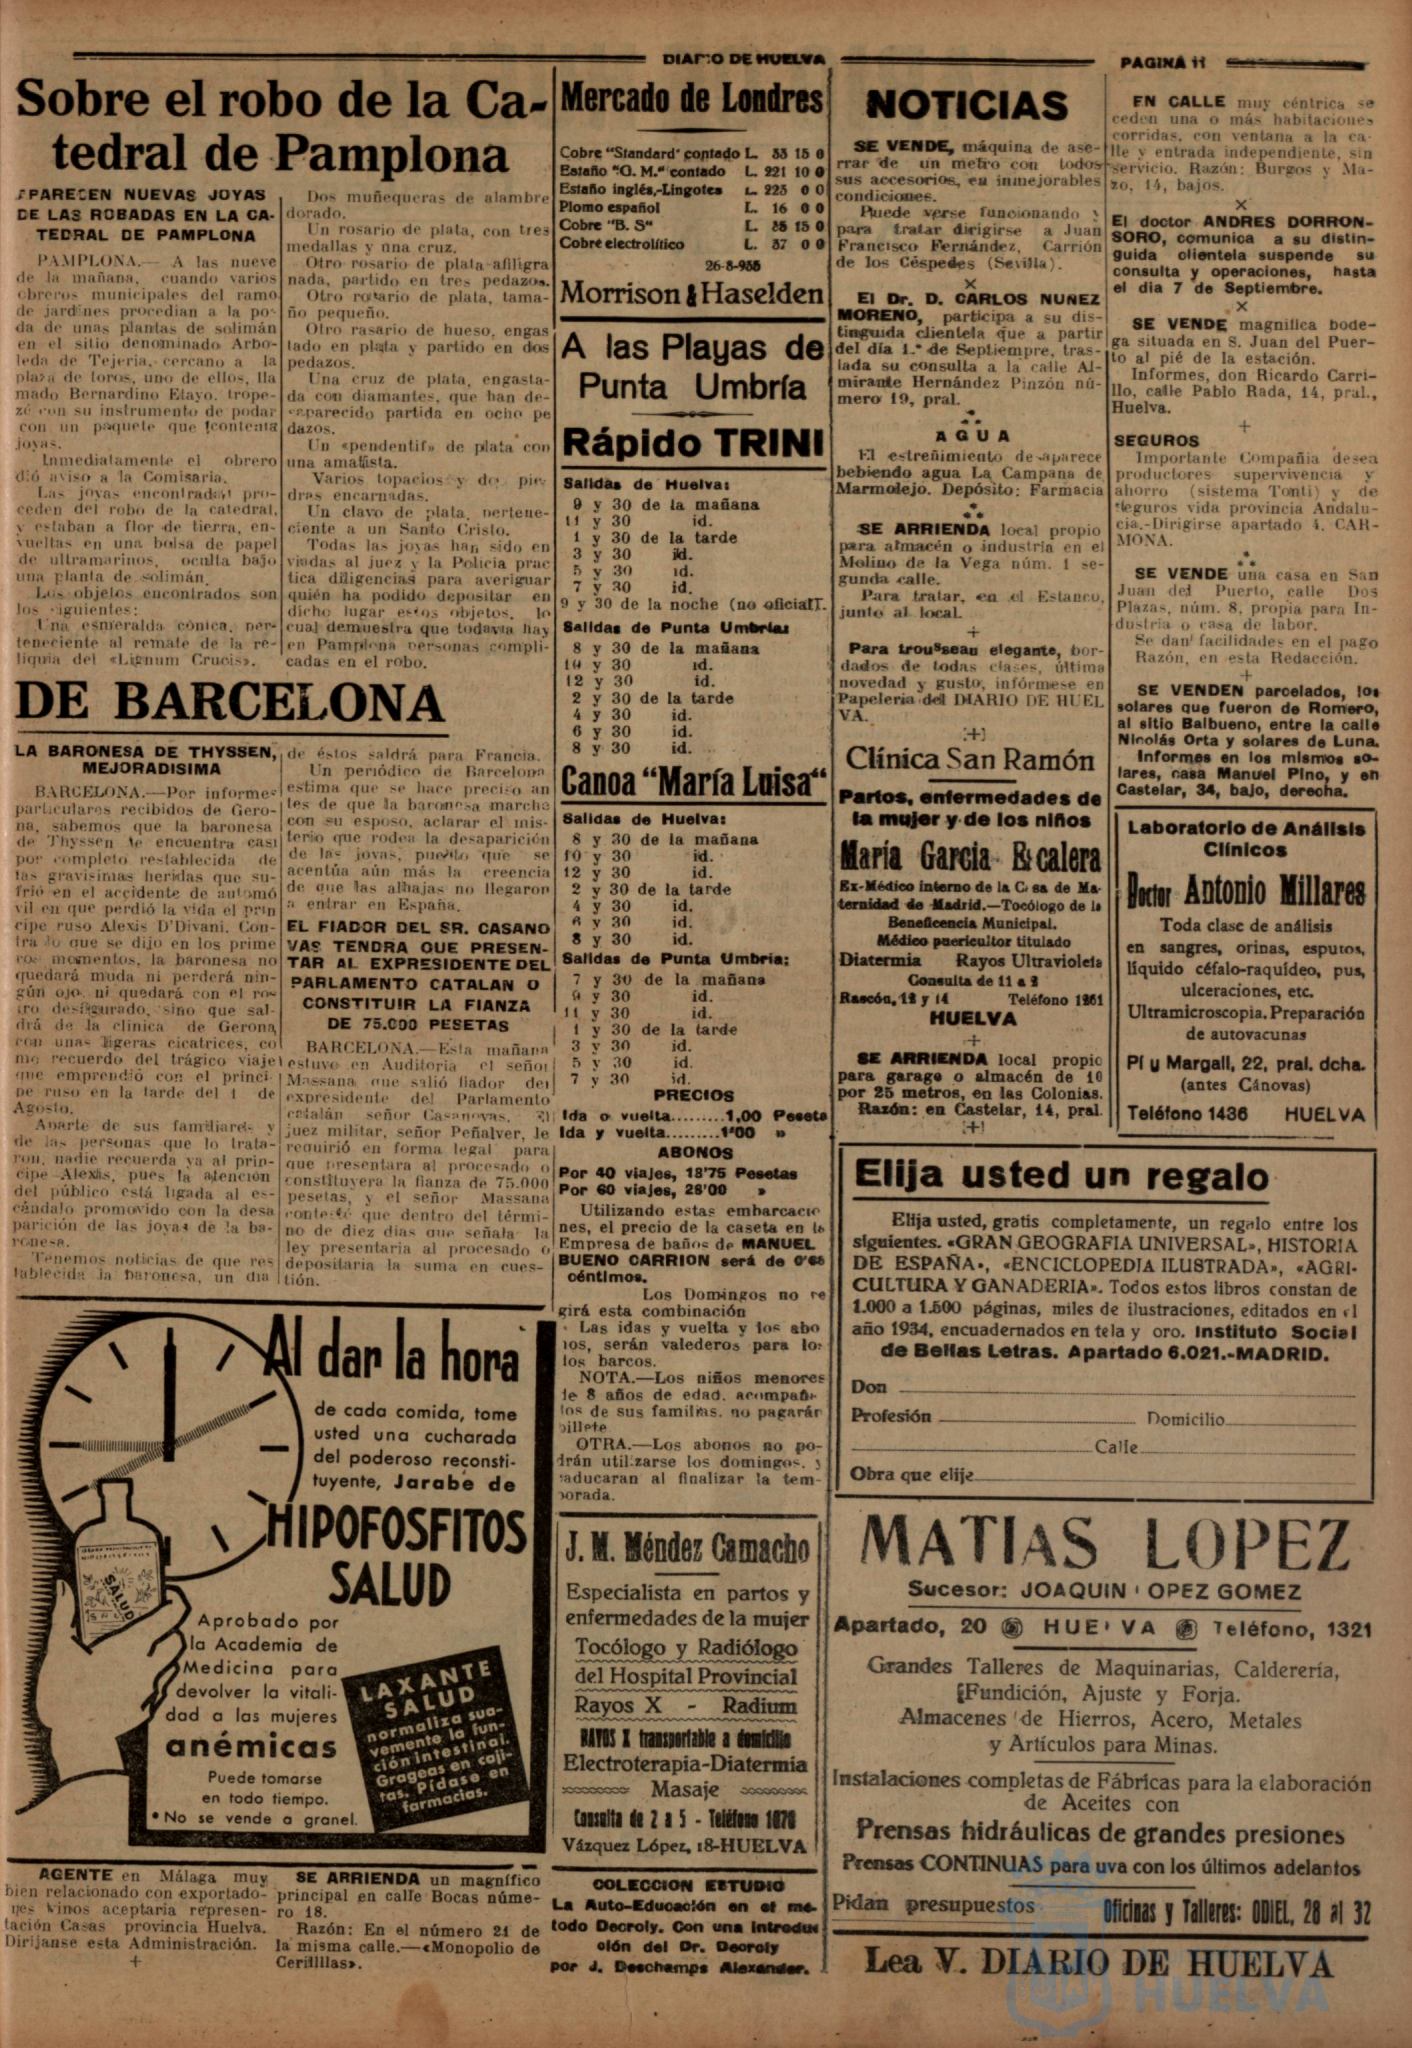 DIARIO DE HUELVA
PAGINA 11
Sobre el robo de la Ca-
tedral de Pamplona
APARECEN NUEVAS JOYAS
DE LAS ROBADAS EN LA CA-
TEDRAL DE PAMPLONA
PAMPLONA.— A las nueve
de la mañana, cuando varios
obreros municipales del ramo
de jardines procedian a la po
da de unas plantas de solimán
en el sitio denominado Arbo
leda de Tejeria, cercano a la
plaza de toros, uno de ellos, lla
mado Bernardino Etayo, trope
zó con su instrumento de podar
con un paquete que contenía
joyas.
Inmediatamente el obrero
dió aviso a la Comisaria.
Las joyas encontradas pro
ceden del robo de la catedral,
y estaban a flor de tierra, en-
vueltas en una bolsa de papel
de ultramarinos, oculta bajo
una planta de solimán.
Los objetos encontrados son
los siguientes:
Una esmeralda cónica, per-
teneciente al remate de la re-
liquia del «Lignum Crucis».
Dos muñequeras de alambre
dorado.
Un rosario de plata, con tres
medallas y una cruz.
Otro rosario de plata afiligra
nada, partido en tres pedazos.
Otro rosario de plata, tama-
ño pequeño.
Otro rasario de hueso, engas
tado en plata y partido en dos
pedazos.
Una cruz de plata, engasta-
da con diamantes, que han de-
saparecido partida en ocho pe
dazos.
Un «pendentif» de plata con
una amatista.
Varios topacios y dos pie
dras encarnadas.
Un clavo de plata, pertene-
ciente a un Santo Cristo.
Todas las joyas han sido en
viadas al juez y la Policía prac
tica diligencias para averiguar
quién ha podido depositar en
dicho lugar estos objetos, lo
cual demuestra que todavía hay
en Pamplona personas compli-
cadas en el robo.
DE BARCELONA
LA BARONESA DE THYSSEN,
MEJORADISIMA
BARCELONA.—Por informes
particulares recibidos de Gero-
na, sabemos que la baronesa
de Thyssen se encuentra casi
por completo restablecida de
las gravísimas heridas que su-
frió en el accidente de automó
vil en que perdió la vida el prin
cipe ruso Alexis D'Divani. Con-
tra lo que se dijo en los prime
ros momentos, la baronesa no
quedará muda ni perderá nin-
gún ojo, ni quedará con el ros-
tro desfigurado, sino que sal-
drá de la clinica de Gerona
con unas ligeras cicatrices, co
mo recuerdo del trágico viaje
que emprendió con el princi-
pe ruso en la tarde del 1 de
Agosto.
Aparte de sus familiares y
de las personas que lo trata-
ron, nadie recuerda ya al prin-
cipe Alexis, pues la atención
del público está ligada al es-
cándalo promovido con la desa
parición de las joyas de la ba-
ronesa.
Tenemos noticias de que res
tablecida la baronesa, un día
de éstos saldrá para Francia.
Un periódico de Barcelona
estima que se hace preciso an
tes de que la baronesa marche
con su esposo, aclarar el mis-
terio que rodea la desaparición
de las joyas, puesto que se
acentúa aún más la creencia
de que las alhajas no llegaron
a entrar en España.
EL FIADOR DEL SR. CASANO
VAS TENDRA QUE PRESEN-
TAR AL EXPRESIDENTE DEL
PARLAMENTO CATALAN O
CONSTITUIR LA FIANZA
DE 75.000 PESETAS
BARCELONA.—Esta mañana
estuvo en Auditoria el señor
Massana que salió fiador del
expresidente del Parlamento
catalán señor Casanovas. El
juez militar, señor Peñalver, le
requirió en forma legal para
que presentara al procesado o
constituyera la fianza de 75.000
pesetas, y el señor Massana
contestó que dentro del térmi-
no de diez días que señala la
ley presentaria al procesado o
depositaria la suma en cues-
tión.
Al dar la hora
de cada comida, tome
usted una cucharada
del poderoso reconsti-
tuyente, Jarabe de
HIPOFOSFITOS
SALUD
SALUD
Aprobado por
la Academia de
Medicina para
devolver la vitali-
dad a las mujeres
anémicas
Puede tomarse
en todo tiempo.
• No se vende a granel.
LAXANTE
SALUD
normaliza sua-
vemente la fun-
ción intestinal.
Grageas en caji-
tas. Pídase en
farmacias.
AGENTE en Málaga muy
bien relacionado con exportado-
res vinos aceptaria represen-
tación Casas provincia Huelva.
Dirijanse esta Administración.
+
SE ARRIENDA un magnífico
principal en calle Bocas núme-
ro 18.
Razón: En el número 21 de
la misma calle.—«Monopolio de
Cerilllas».
Mercado de Londres
Cobre "Standard" contado L. 33 15 0
Estaño "G. M." contado L. 221 10 0
Estaño inglés,-Lingotes L. 225 0 0
Plomo español L. 16 0 0
Cobre "B. S" L. 38 15 0
Cobre electrolítico L. 37 0 0
26-8-935
Morrison & Haselden
A las Playas de
Punta Umbría
Rápido TRINI
Salidas de Huelva:
9 y 30 de la mañana
11 y 30 id.
1 y 30 de la tarde
3 y 30 id.
5 y 30 id.
7 y 30 id.
9 y 30 de la noche (no oficial).
Salidas de Punta Umbría:
8 y 30 de la mañana
10 y 30 id.
12 y 30 id.
2 y 30 de la tarde
4 y 30 id.
6 y 30 id.
8 y 30 id.
Canoa "María Luisa"
Salidas de Huelva:
8 y 30 de la mañana
10 y 30 id.
12 y 30 id.
2 y 30 de la tarde
4 y 30 id.
6 y 30 id.
8 y 30 id.
Salidas de Punta Umbría:
7 y 30 de la mañana
9 y 30 id.
11 y 30 id.
1 y 30 de la tarde
3 y 30 id.
5 y 30 id.
7 y 30 id.
PRECIOS
Ida o vuelta.........1,00 Peseta
Ida y vuelta.........1'00 »
ABONOS
Por 40 viajes, 18'75 Pesetas
Por 60 viajes, 28'00 »
Utilizando estas embarcacio
nes, el precio de la caseta en la
Empresa de baños de MANUEL
BUENO CARRION será de 0'65
céntimos.
Los Domingos no re
girá esta combinación
Las idas y vuelta y los abo
nos, serán valederos para lo
los barcos.
NOTA.—Los niños menores
de 8 años de edad, acompaña
los de sus familias, no pagarán
billete.
OTRA.—Los abonos no po-
drán utilizarse los domingos, y
caducaran al finalizar la tem-
porada.
J. M. Méndez Camacho
Especialista en partos y
enfermedades de la mujer
Tocólogo y Radiólogo
del Hospital Provincial
Rayos X - Radium
RAYOS X transportable a domicilio
Electroterapia-Diatermia
Masaje
Consulta de 2 a 5 - Teléfono 1070
Vázquez López, 18-HUELVA
COLECCION ESTUDIO
La Auto-Educación en el mé-
todo Decroly. Con una introduc
ción del Dr. Decroly
por J. Deschamps Alexander.
NOTICIAS
SE VENDE, máquina de ase-
rrar de un metro con todos
sus accesorios, en inmejorables
condiciones.
Puede verse funcionando y
para tratar dirigirse a Juan
Francisco Fernández, Carrión
de los Céspedes (Sevilla).
×
El Dr. D. CARLOS NUÑEZ
MORENO, participa a su dis-
tinguida clientela que a partir
del día 1.º de Septiembre, tras-
lada su consulta a la calle Al-
mirante Hernández Pinzón nú-
mero 19, pral.
AGUA
El estreñimiento desaparece
bebiendo agua La Campana de
Marmolejo. Depósito: Farmacia
SE ARRIENDA local propio
para almacén o industria en el
Molino de la Vega núm. 1 se-
gunda calle.
Para tratar, en el Estanco,
junto al local.
+
Para trousseau elegante, bor-
dados de todas clases, última
novedad y gusto, infórmese en
Papeleria del DIARIO DE HUEL
VA.
:+:
Clínica San Ramón
Partos, enfermedades de
la mujer y de los niños
María Garcia Escalera
Ex-Médico interno de la Casa de Ma-
ternidad de Madrid.—Tocólogo de la
Beneficencia Municipal.
Médico puericultor titulado
Diatermia Rayos Ultravioleta
Consulta de 11 a 2
Rascón, 12 y 14 Teléfono 1261
HUELVA
+
SE ARRIENDA local propio
para garage o almacén de 10
por 25 metros, en las Colonias.
Razón: en Castelar, 14, pral.
:+:
EN CALLE muy céntrica se
ceden una o más habitaciones
corridas, con ventana a la ca-
lle y entrada independiente, sin
servicio. Razón: Burgos y Ma-
zo, 14, bajos.
×
El doctor ANDRES DORRON-
SORO, comunica a su distin-
guida clientela suspende su
consulta y operaciones, hasta
el dia 7 de Septiembre.
×
SE VENDE magnifica bode-
ga situada en S. Juan del Puer-
to al pié de la estación.
Informes, don Ricardo Carri-
llo, calle Pablo Rada, 14, pral.,
Huelva.
+
SEGUROS
Importante Compañia desea
productores supervivencia y
ahorro (sistema Tonti) y de
Seguros vida provincia Andalu-
cia.-Dirigirse apartado 4. CAR-
MONA.
SE VENDE una casa en San
Juan del Puerto, calle Dos
Plazas, núm. 8, propia para In-
dustria o casa de labor.
Se dan facilidades en el pago
Razón, en esta Redacción.
+
SE VENDEN parcelados, los
solares que fueron de Romero,
al sitio Balbueno, entre la calle
Nicolás Orta y solares de Luna.
Informes en los mismos so-
lares, casa Manuel Pino, y en
Castelar, 34, bajo, derecha.
Laboratorio de Análisis
Clínicos
Doctor Antonio Millares
Toda clase de análisis
en sangres, orinas, esputos,
líquido céfalo-raquídeo, pus,
ulceraciones, etc.
Ultramicroscopia. Preparación
de autovacunas
Pí y Margall, 22, pral. dcha.
(antes Cánovas)
Teléfono 1436 HUELVA
Elija usted un regalo
Elija usted, gratis completamente, un regalo entre los
siguientes. «GRAN GEOGRAFIA UNIVERSAL», HISTORIA
DE ESPAÑA», «ENCICLOPEDIA ILUSTRADA», «AGRI-
CULTURA Y GANADERIA». Todos estos libros constan de
1.000 a 1.500 páginas, miles de ilustraciones, editados en el
año 1934, encuadernados en tela y oro. Instituto Social
de Bellas Letras. Apartado 6.021.-MADRID.
Don
Profesión Domicilio
Calle
Obra que elije
MATIAS LOPEZ
Sucesor: JOAQUIN LOPEZ GOMEZ
Apartado, 20 HUELVA Teléfono, 1321
Grandes Talleres de Maquinarias, Calderería,
Fundición, Ajuste y Forja.
Almacenes de Hierros, Acero, Metales
y Artículos para Minas.
Instalaciones completas de Fábricas para la elaboración
de Aceites con
Prensas hidráulicas de grandes presiones
Prensas CONTINUAS para uva con los últimos adelantos
Pidan presupuestos Oficinas y Talleres: ODIEL, 28 al 32
Lea V. DIARIO DE HUELVA
HUELVA